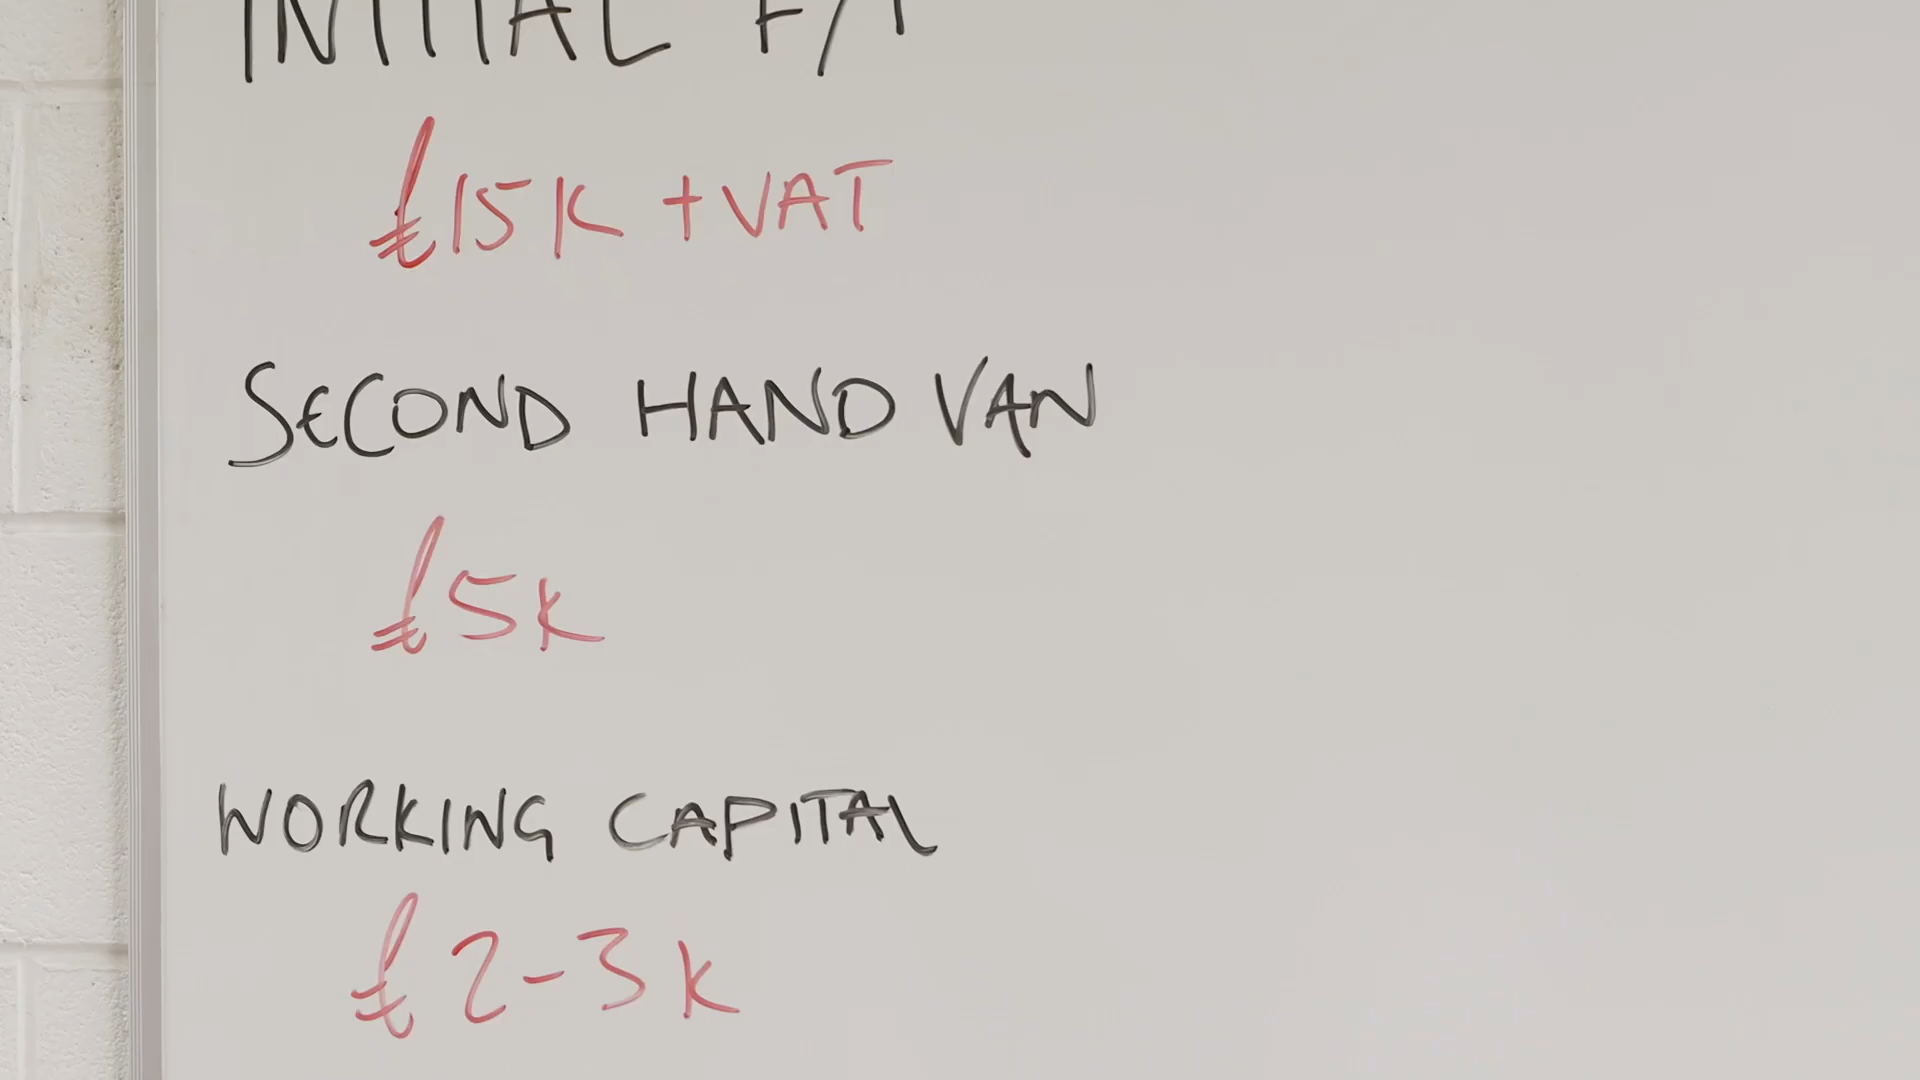 INITIAL F/F
£15K + VAT
SECOND HAND VAN
£5K
WORKING CAPITAL
£2-3K